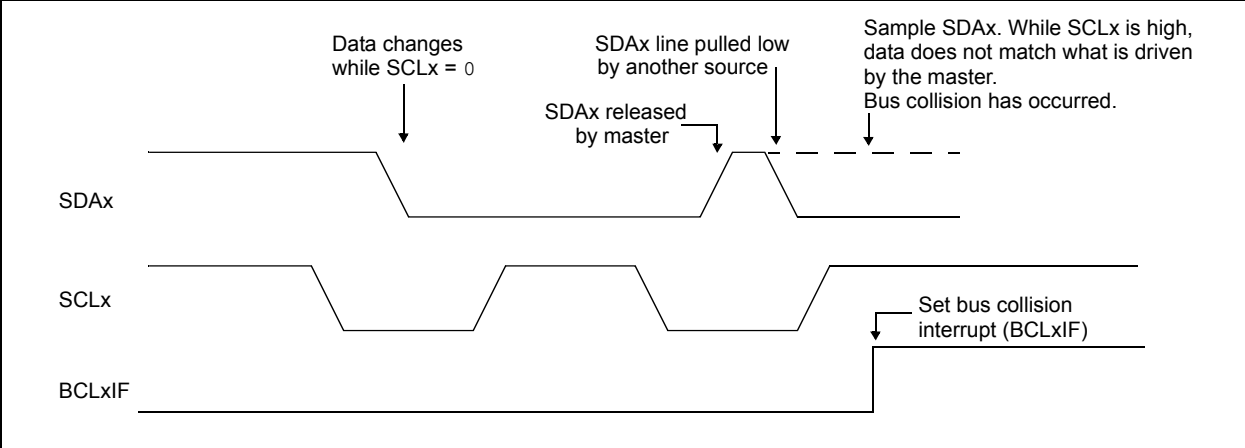 Data changes
while SCLx = 0
SDAx line pulled low
by another source
SDAx released
by master
Sample SDAx. While SCLx is high,
data does not match what is driven
by the master.
Bus collision has occurred.
SDAx
SCLx
Set bus collision
interrupt (BCLxIF)
BCLxIF